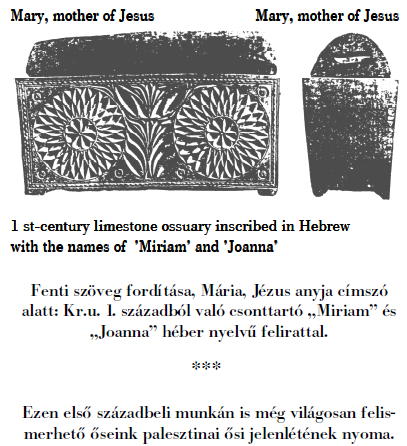 Mary, mother of Jesus
Mary, mother of Jesus
1 st-century limestone ossuary inscribed in Hebrew
with the names of 'Miriam' and 'Joanna'
Fenti szöveg fordítása, Mária, Jézus anyja címszó
alatt: Kr.u. 1. századból való csonttartó „Miriam” és
„Joanna” héber nyelvű felirattal.
***
Ezen első századbeli munkán is még világosan felis-
merhető őseink palesztinai ősi jelenlétének nyoma.